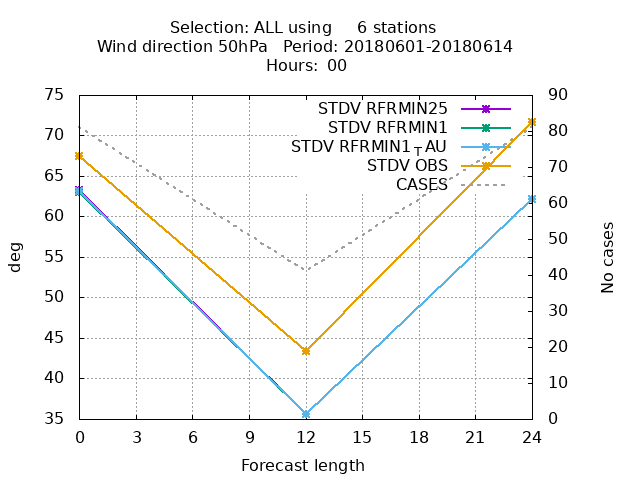 Selection: ALL using     6 stations
Wind direction 50hPa   Period: 20180601-20180614
Hours:  00
75 90
STDV RFRMIN25
STDV RFRMIN1
STDV RFRMIN1_TAU
STDV OBS
CASES
70 80
65 70
60 60
55 50
50 40
45 30
40 20
35 10
0
deg
No cases
0 3 6 9 12 15 18 21 24
Forecast length